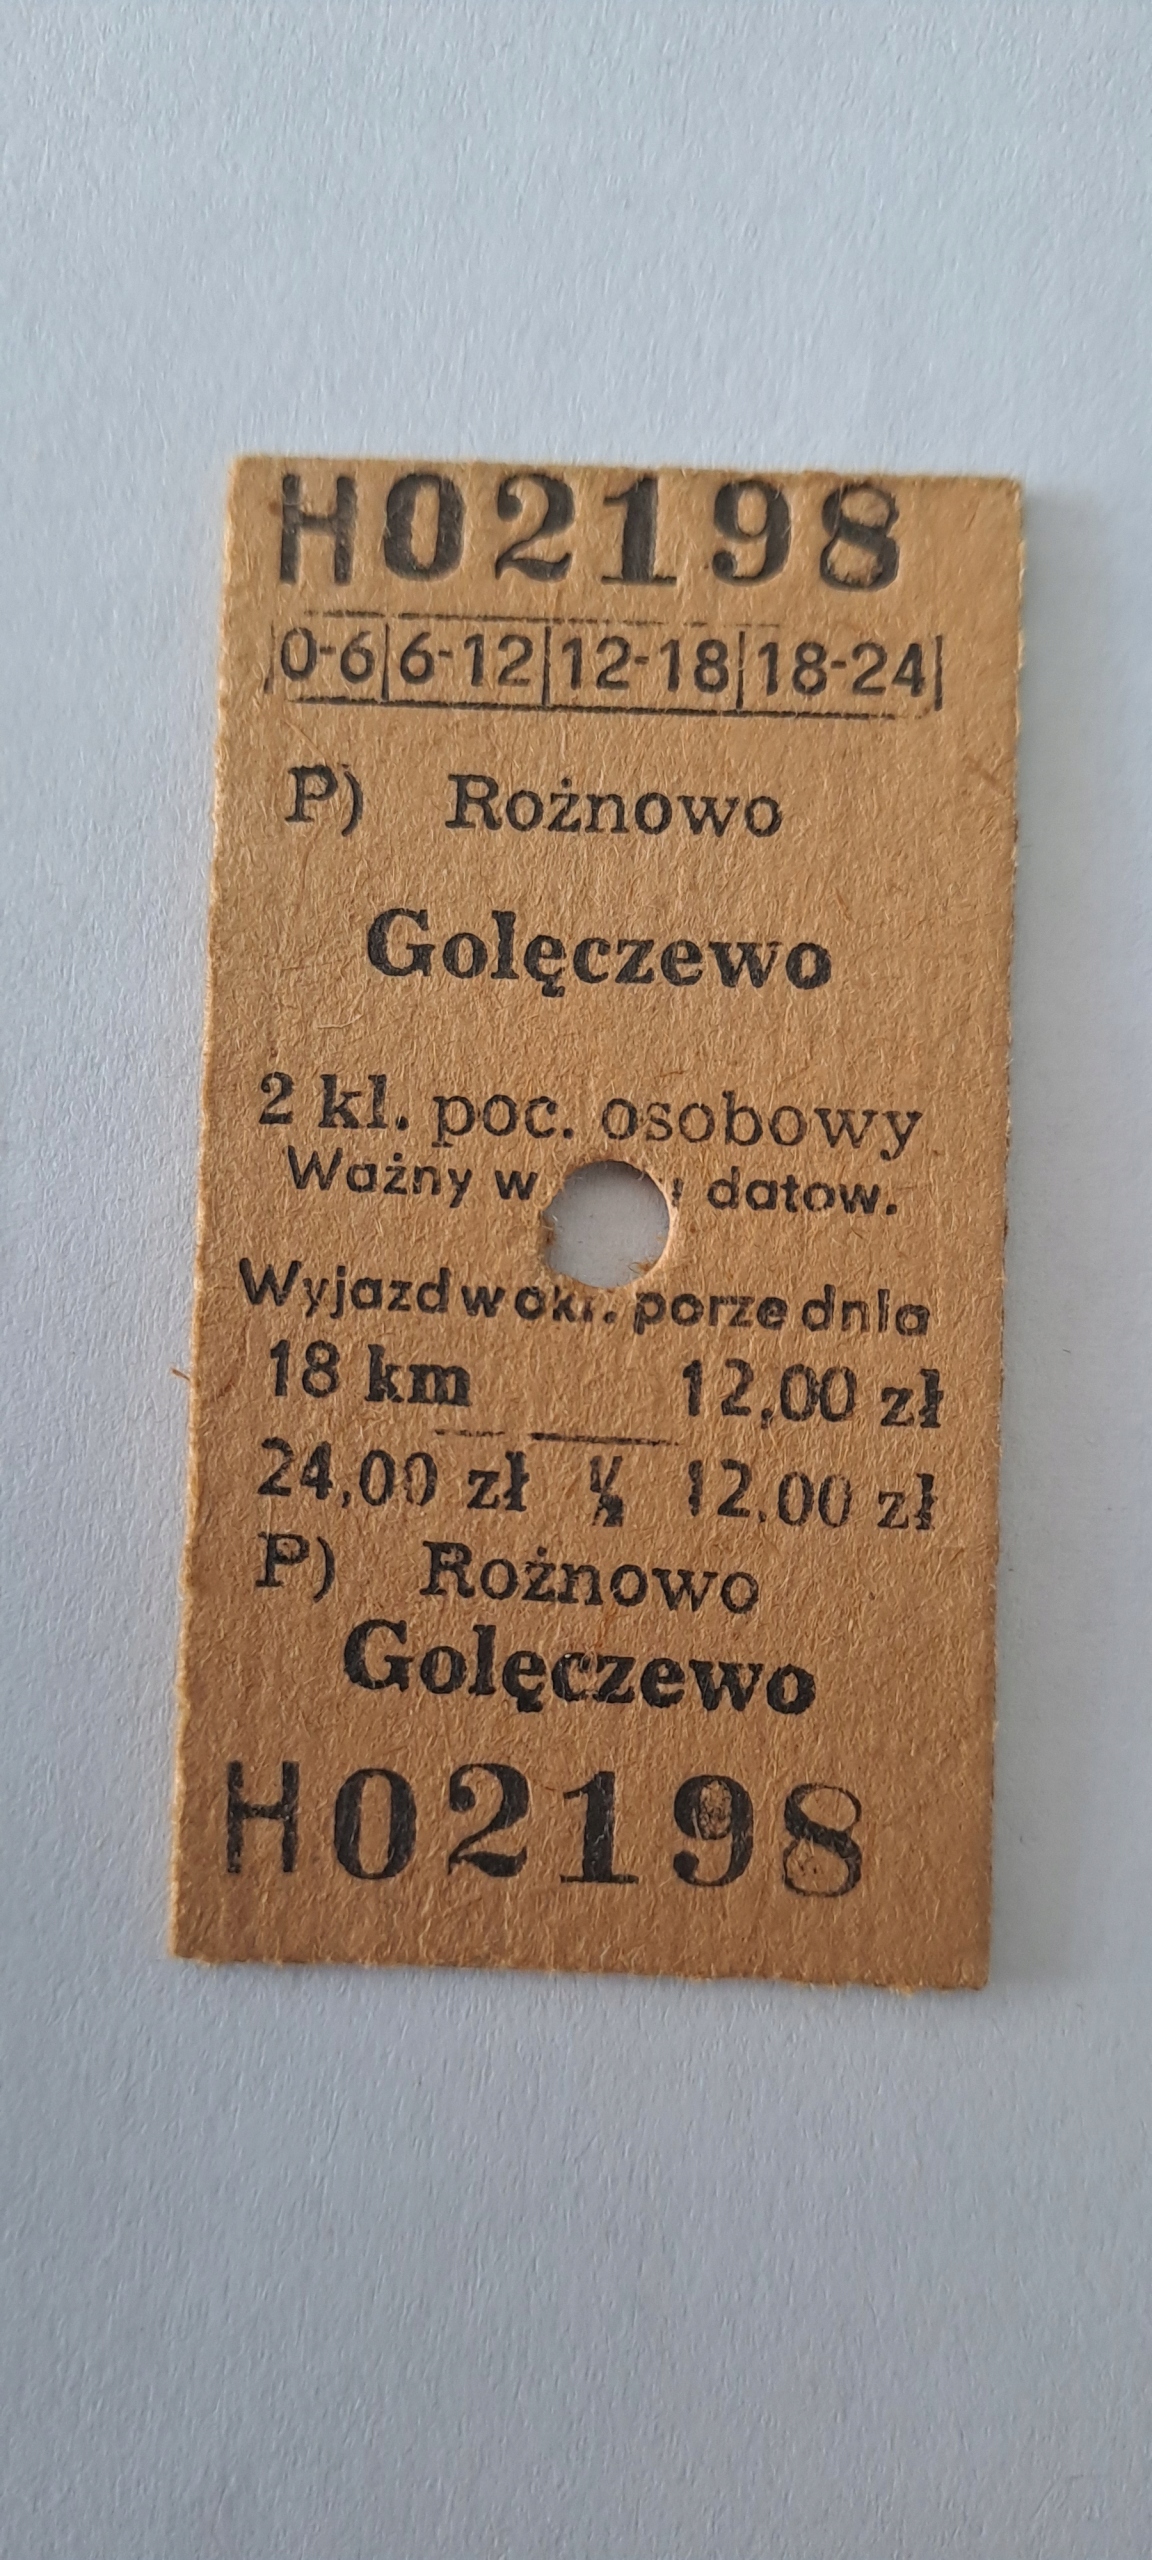 H02198
0-6|6-12|12-18|18-24
P) Rożnowo
Golęczewo
2 kl. poc. osobowy
Ważny w datow.
Wyjazd w okr. porze dnia
18 km 12,00 zł
24,00 zł ½ 12,00 zł
P) Rożnowo
Golęczewo
H02198